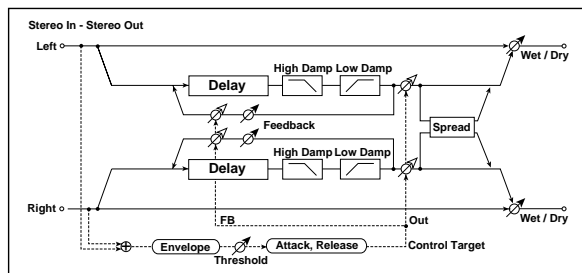 Stereo In - Stereo Out
Left
Wet / Dry
High Damp Low Damp
Delay
Feedback
Spread
High Damp Low Damp
Delay
Right
FB
Out
Wet / Dry
Envelope
Threshold
Attack, Release
Control Target